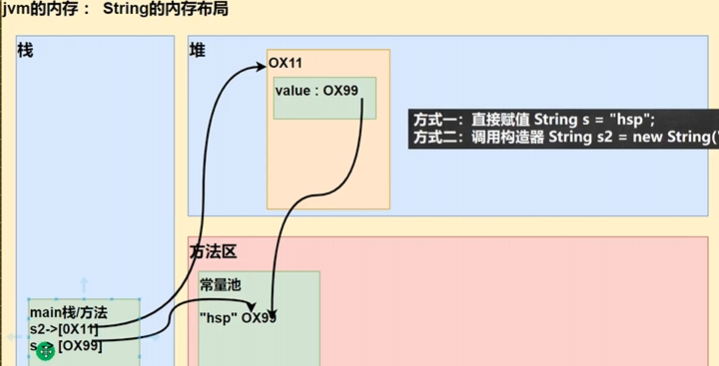 jvm的内存： String的内存布局
栈
堆
OX11
value : OX99
方式一：直接赋值 String s = "hsp";
方式二：调用构造器 String s2 = new String("
方法区
常量池
"hsp" OX99
main栈/方法
s2->[0X11]
s-> [OX99]